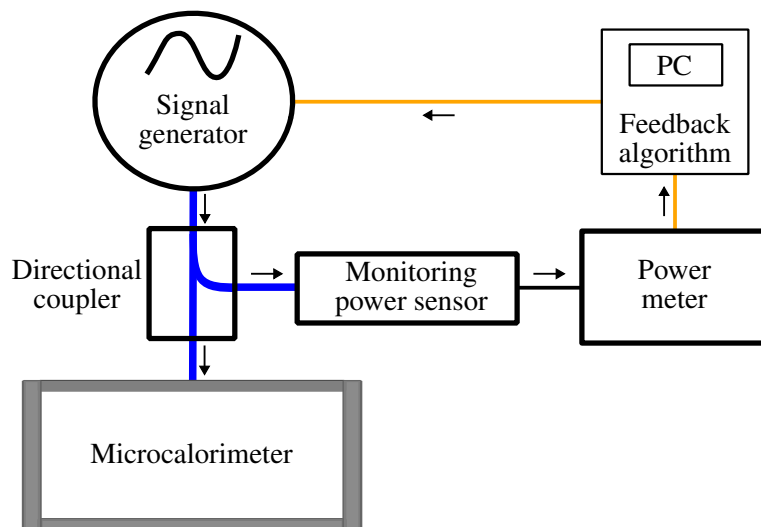 Signal
generator
PC
Feedback
algorithm
Directional
coupler
Monitoring
power sensor
Power
meter
Microcalorimeter